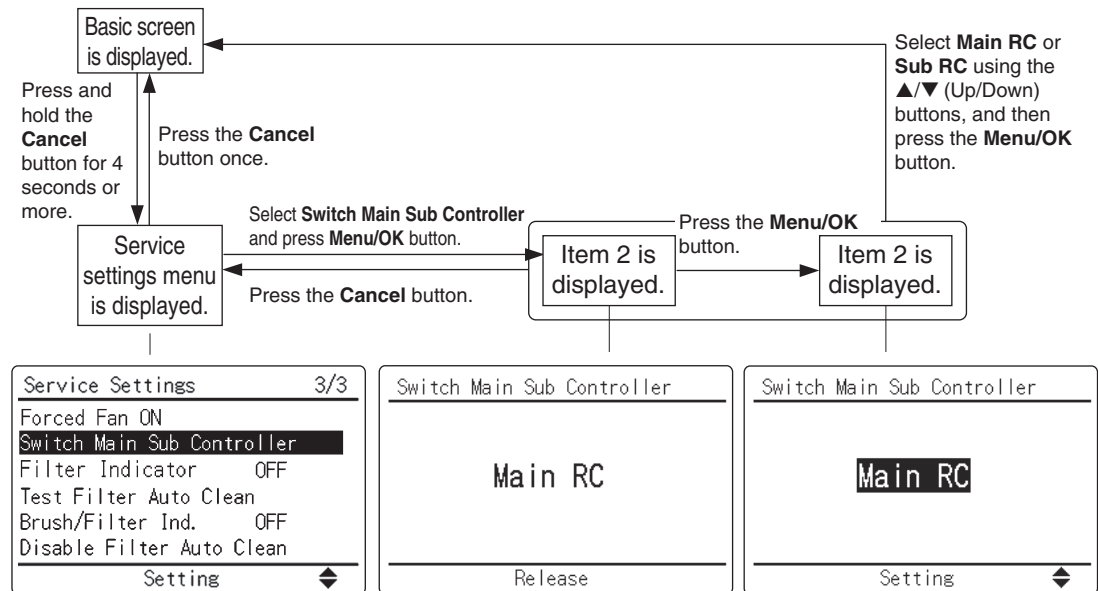 Basic screen
is displayed.
Press and
hold the
Cancel
button for 4
seconds or
more.
Press the Cancel
button once.
Select Main RC or
Sub RC using the
▲/▼ (Up/Down)
buttons, and then
press the Menu/OK
button.
Service
settings menu
is displayed.
Select Switch Main Sub Controller
and press Menu/OK button.
Press the Cancel button.
Item 2 is
displayed.
Press the Menu/OK
button.
Item 2 is
displayed.
Service Settings 3/3
Forced Fan ON
Switch Main Sub Controller
Filter Indicator OFF
Test Filter Auto Clean
Brush/Filter Ind. OFF
Disable Filter Auto Clean
Setting
Switch Main Sub Controller
Main RC
Release
Switch Main Sub Controller
Main RC
Setting